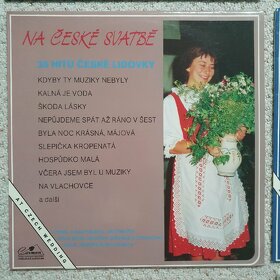 NA ČESKÉ SVATBĚ
38 HITŮ ČESKÉ LIDOVKY
KDYBY TY MUZIKY NEBYLY
KALNÁ JE VODA
ŠKODA LÁSKY
NEPŮJDEME SPÁT AŽ RÁNO V ŠEST
BYLA NOC KRÁSNÁ, MÁJOVÁ
SLEPIČKA KROPENATÁ
HOSPŮDKO MALÁ
VČERA JSEM BYL U MUZIKY
NA VLACHOVCE
a další
AT CZECH WEDDING